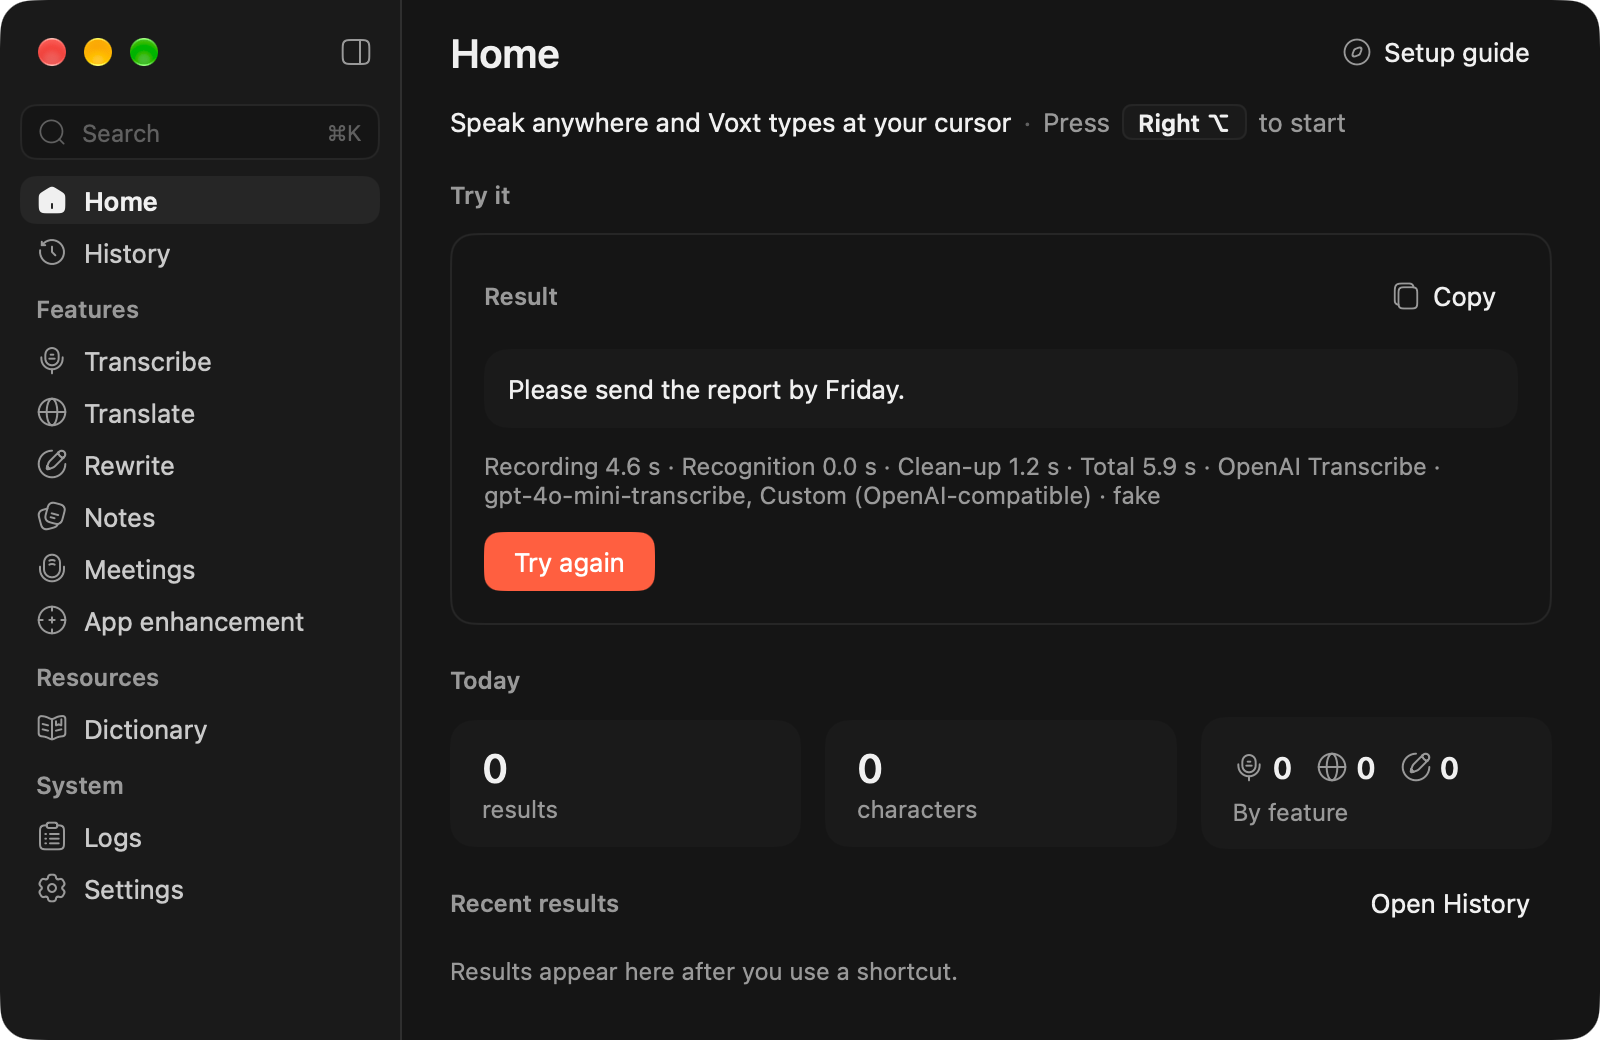 Search ⌘K
Home
History
Features
Transcribe
Translate
Rewrite
Notes
Meetings
App enhancement
Resources
Dictionary
System
Logs
Settings
Home
Setup guide
Speak anywhere and Voxt types at your cursor · Press Right ⌥ to start
Try it
Result
Copy
Please send the report by Friday.
Recording 4.6 s · Recognition 0.0 s · Clean-up 1.2 s · Total 5.9 s · OpenAI Transcribe ·
gpt-4o-mini-transcribe, Custom (OpenAI-compatible) · fake
Try again
Today
0
results
0
characters
0 0 0
By feature
Recent results
Open History
Results appear here after you use a shortcut.